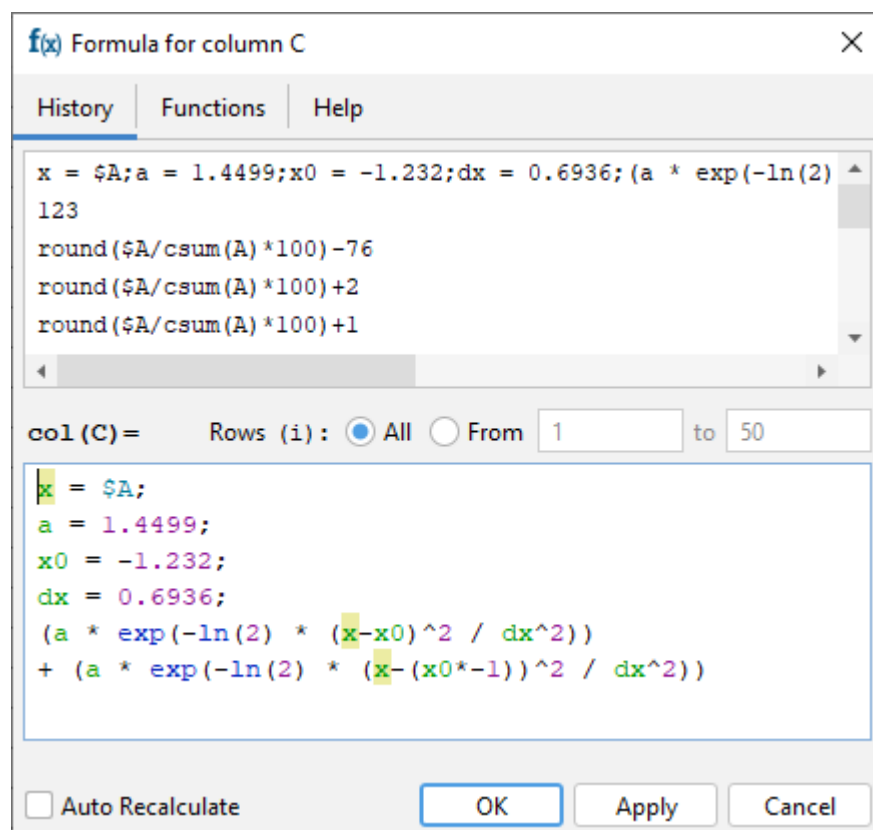 f(x) Formula for column C
History Functions Help
x = $A;a = 1.4499;x0 = -1.232;dx = 0.6936;(a * exp(-ln(2)
123
round($A/csum(A)*100)-76
round($A/csum(A)*100)+2
round($A/csum(A)*100)+1
col(C)= Rows (i): All From 1 to 50
x = $A;
a = 1.4499;
x0 = -1.232;
dx = 0.6936;
(a * exp(-ln(2) * (x-x0)^2 / dx^2))
+ (a * exp(-ln(2) * (x-(x0*-1))^2 / dx^2))
Auto Recalculate OK Apply Cancel